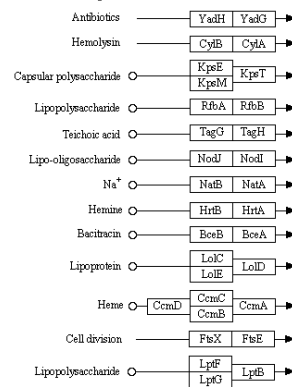 Antibiotics YadH YadG
Hemolysin CylB CylA
Capsular polysaccharide KpsE KpsM KpsT
Lipopolysaccharide RfbA RfbB
Teichoic acid TagG TagH
Lipo-oligosaccharide NodJ NodI
Na+ NatB NatA
Hemine HrtB HrtA
Bacitracin BceB BceA
Lipoprotein LolC LolE LolD
Heme CcmD CcmC CcmB CcmA
Cell division FtsX FtsE
Lipopolysaccharide LptF LptG LptB